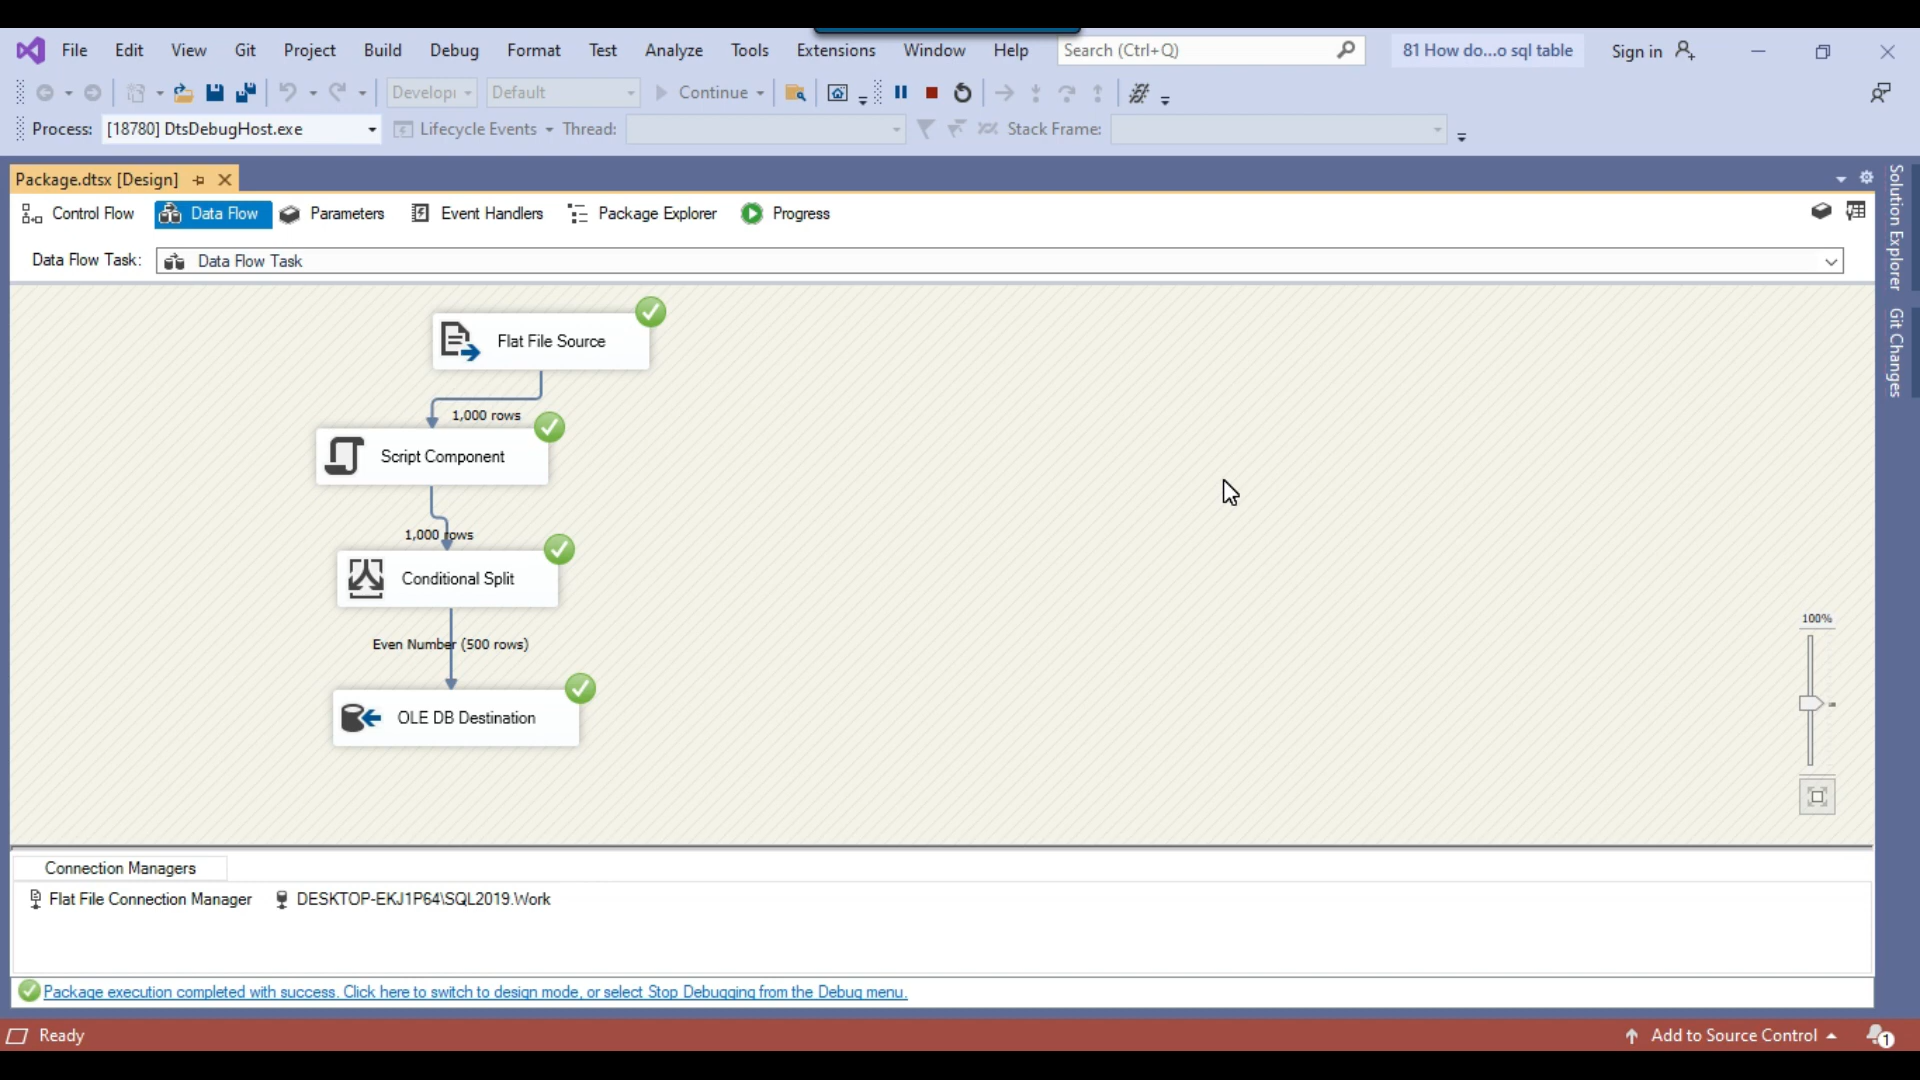 File Edit View Git Project Build Debug Format Test Analyze Tools Extensions Window Help Search (Ctrl+Q) 81 How do...o sql table Sign in
Developi Default Continue
Process: [18780] DtsDebugHost.exe Lifecycle Events Thread: Stack Frame:
Package.dtsx [Design]
Control Flow Data Flow Parameters Event Handlers Package Explorer Progress
Data Flow Task: Data Flow Task
Flat File Source
1,000 rows
Script Component
1,000 rows
Conditional Split
Even Number (500 rows)
OLE DB Destination
100%
Solution Explorer
Git Changes
Connection Managers
Flat File Connection Manager DESKTOP-EKJ1P64\SQL2019.Work
Package execution completed with success. Click here to switch to design mode, or select Stop Debugging from the Debug menu.
Ready Add to Source Control 1